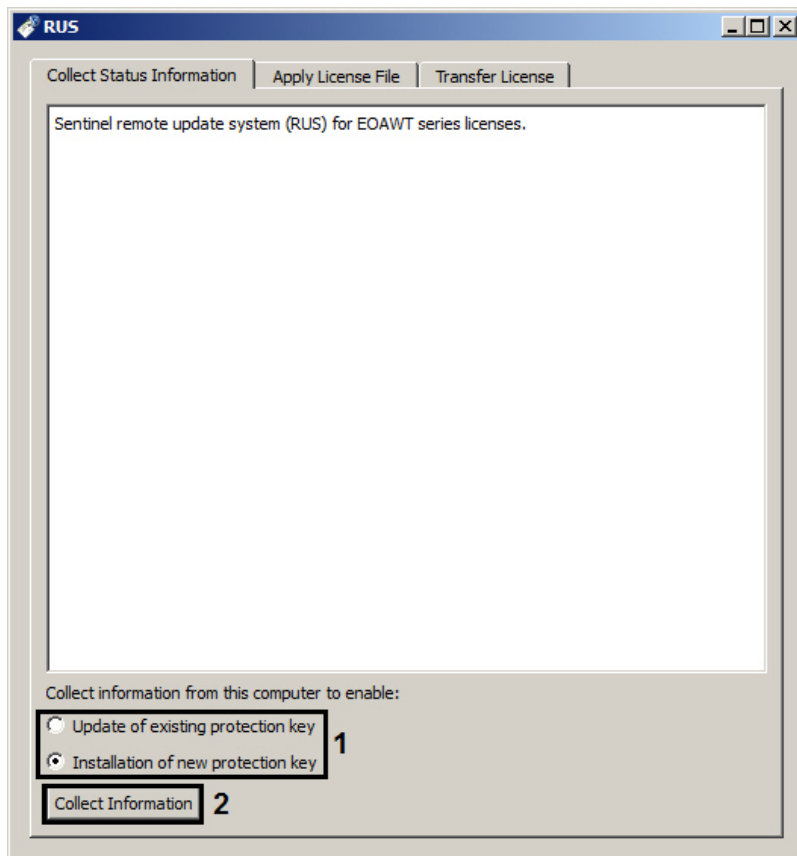 RUS
Collect Status Information Apply License File Transfer License
Sentinel remote update system (RUS) for EOAWT series licenses.
Collect information from this computer to enable:
Update of existing protection key
1
Installation of new protection key
Collect Information 2